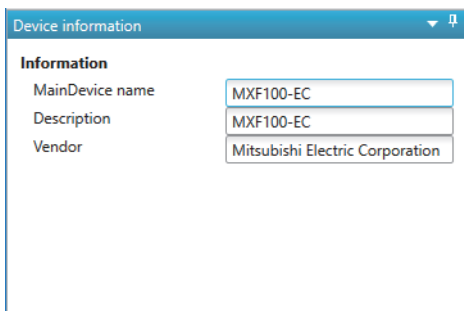 Device information
Information
MainDevice name MXF100-EC
Description MXF100-EC
Vendor Mitsubishi Electric Corporation